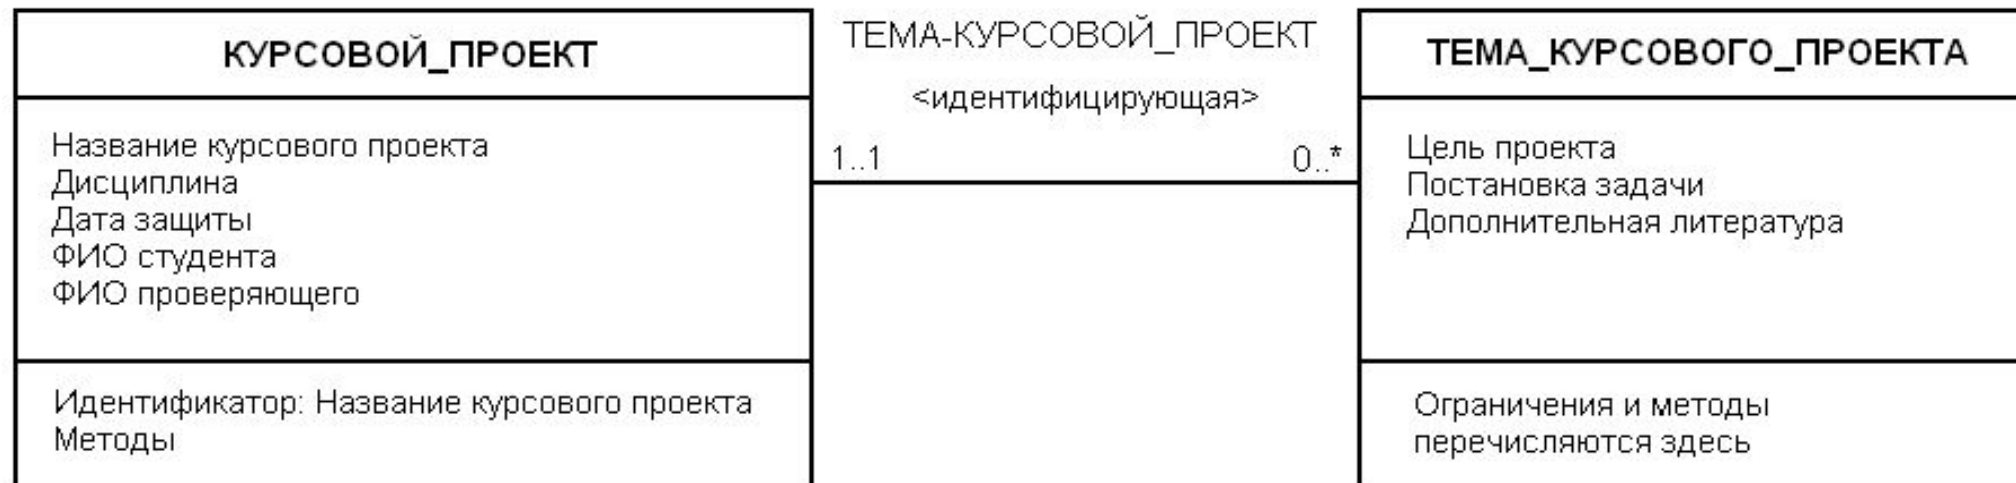 КУРСОВОЙ_ПРОЕКТ
Название курсового проекта
Дисциплина
Дата защиты
ФИО студента
ФИО проверяющего
Идентификатор: Название курсового проекта
Методы
ТЕМА-КУРСОВОЙ_ПРОЕКТ
<идентифицирующая>
1..1
0..*
ТЕМА_КУРСОВОГО_ПРОЕКТА
Цель проекта
Постановка задачи
Дополнительная литература
Ограничения и методы
перечисляются здесь